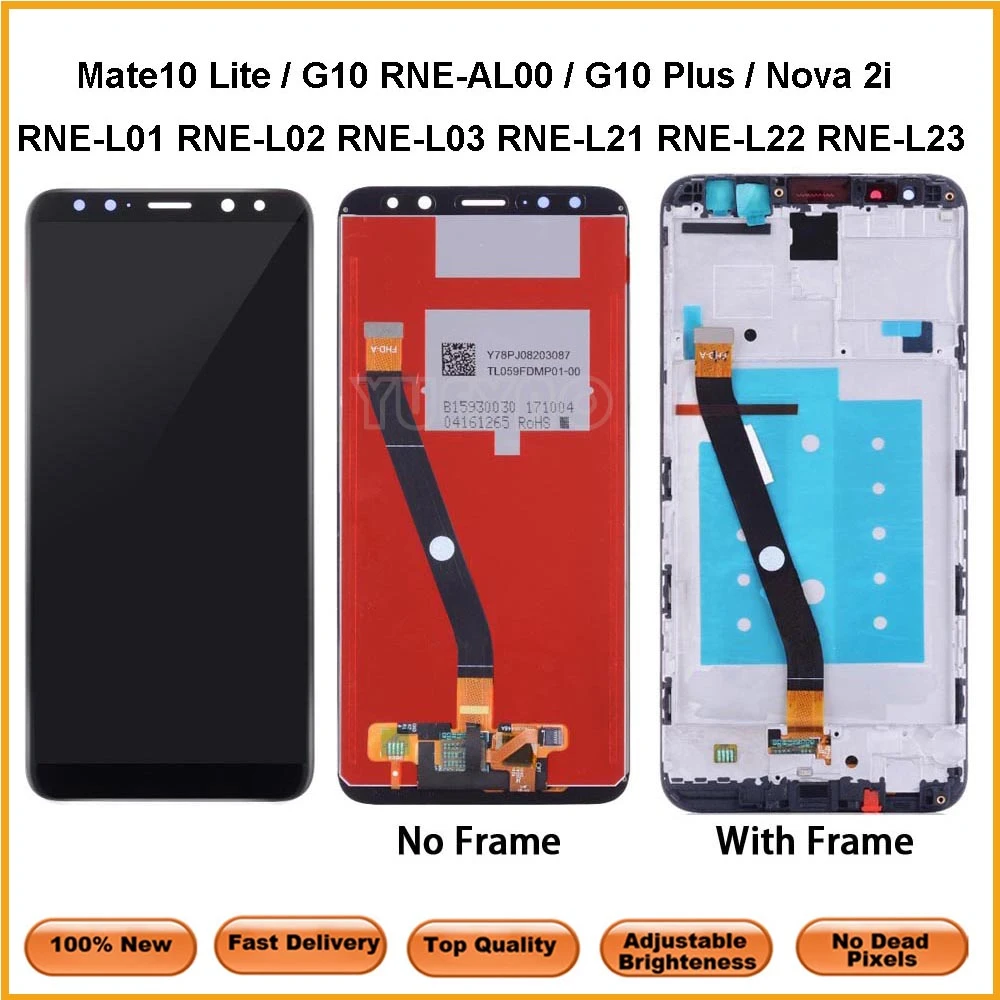 Mate10 Lite / G10 RNE-AL00 / G10 Plus / Nova 2i
RNE-L01 RNE-L02 RNE-L03 RNE-L21 RNE-L22 RNE-L23
FHD-A
Y78PJ08203087
TL059FDMP01-00
B15930030 171004
04161265 RoHS
FHD-A
No Frame
With Frame
100% New
Fast Delivery
Top Quality
Adjustable
Brighteness
No Dead
Pixels